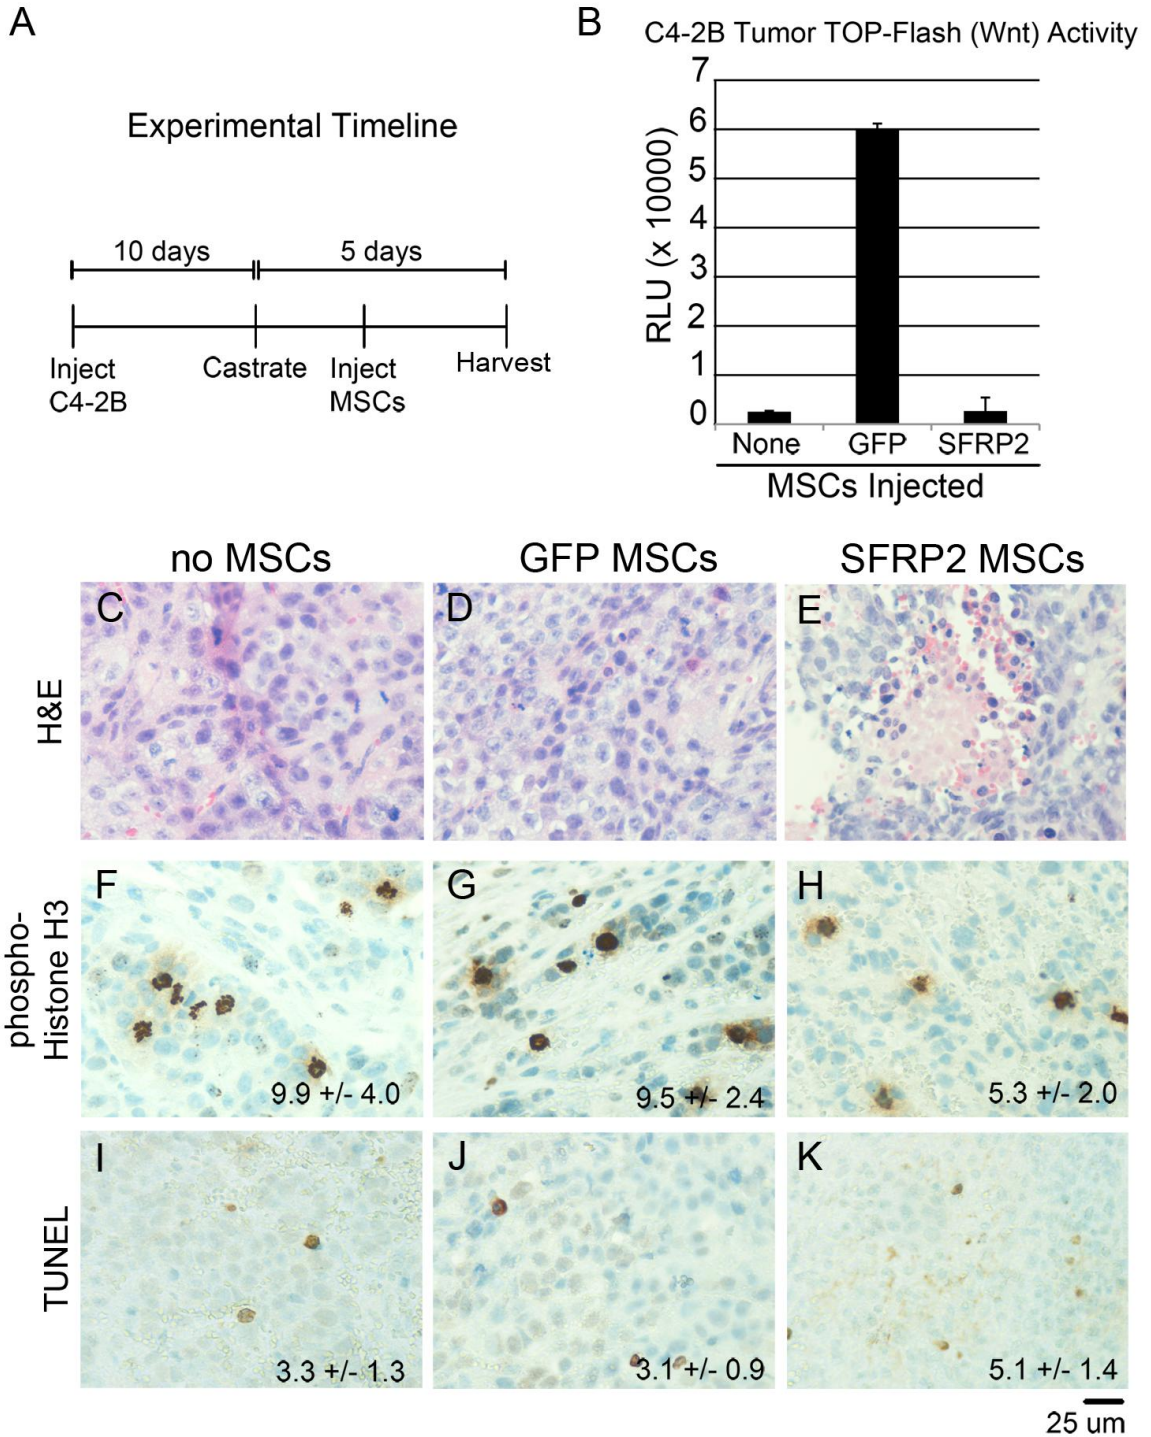 A
Experimental Timeline
10 days
5 days
Inject
C4-2B
Castrate
Inject
MSCs
Harvest
B
C4-2B Tumor TOP-Flash (Wnt) Activity
RLU (x 10000)
7
6
5
4
3
2
1
0
None
GFP
SFRP2
MSCs Injected
no MSCs
GFP MSCs
SFRP2 MSCs
H&E
C
D
E
phospho-
Histone H3
F
9.9 +/- 4.0
G
9.5 +/- 2.4
H
5.3 +/- 2.0
TUNEL
I
3.3 +/- 1.3
J
3.1 +/- 0.9
K
5.1 +/- 1.4
25 um